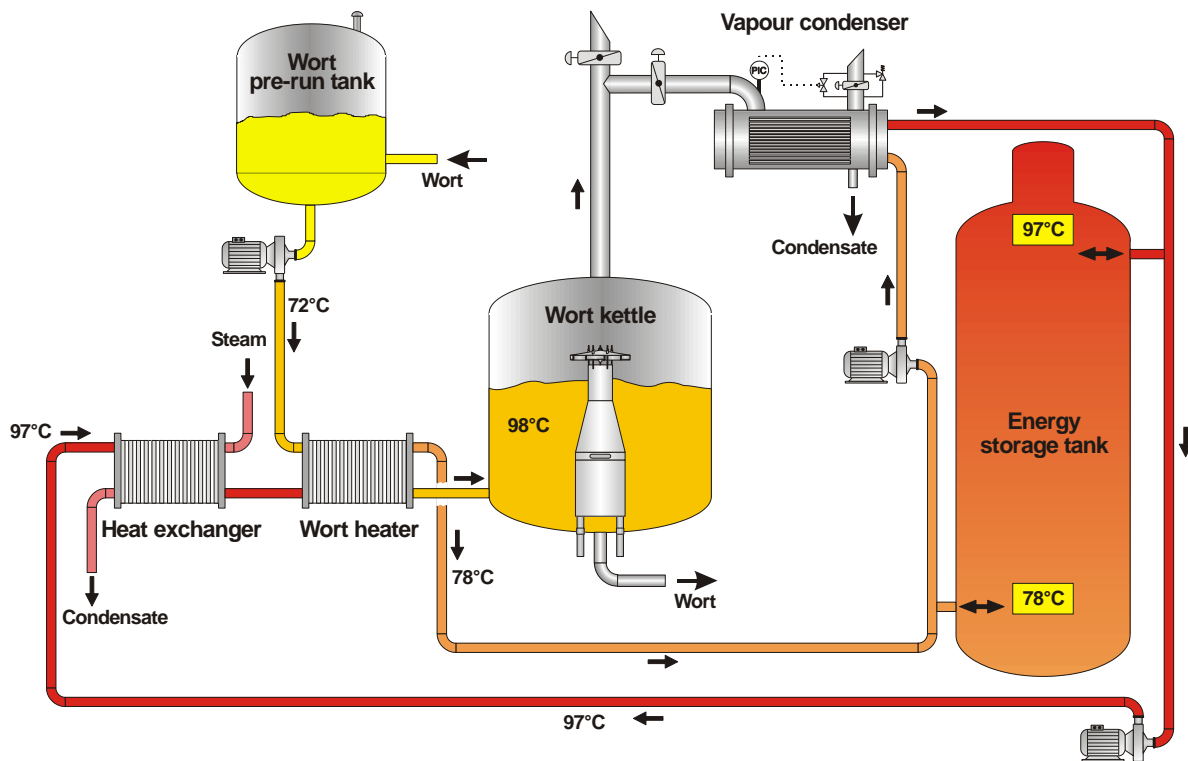 Vapour condenser
Wort
pre-run tank
PIC
Wort
97°C
Condensate
72°C
Wort kettle
Steam
98°C
Energy
storage tank
97°C
Heat exchanger
Wort heater
78°C
78°C
Condensate
Wort
97°C